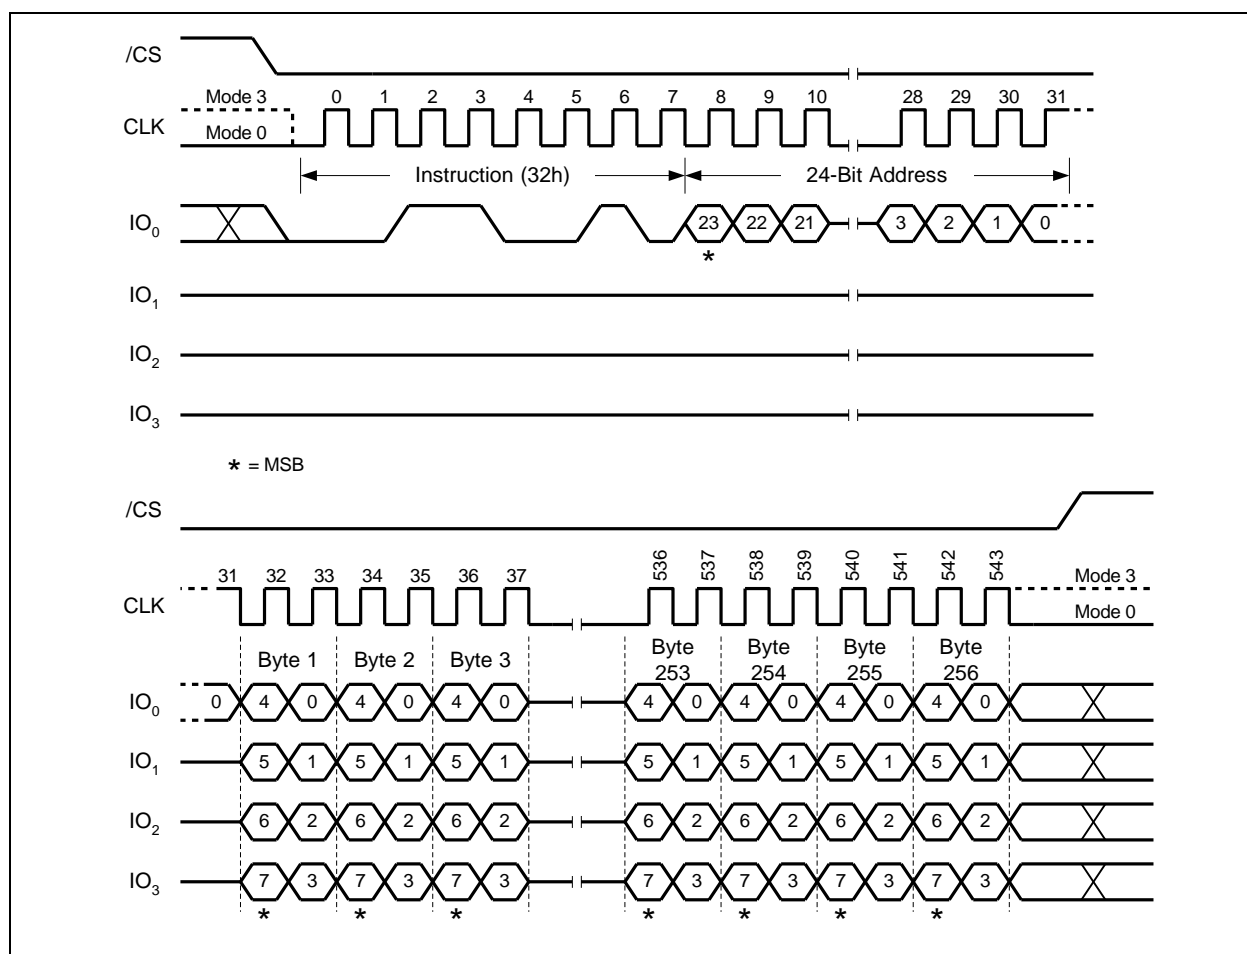 /CS
Mode 3 0 1 2 3 4 5 6 7 8 9 10 28 29 30 31
CLK
Mode 0
Instruction (32h) 24-Bit Address
IO0 23 22 21 3 2 1 0
*
IO1
IO2
IO3
* = MSB
/CS
31 32 33 34 35 36 37 536 537 538 539 540 541 542 543
Mode 3
CLK
Mode 0
Byte 1 Byte 2 Byte 3 Byte 253 Byte 254 Byte 255 Byte 256
IO0 0 4 0 4 0 4 0 4 0 4 0 4 0 4 0
IO1 5 1 5 1 5 1 5 1 5 1 5 1 5 1
IO2 6 2 6 2 6 2 6 2 6 2 6 2 6 2
IO3 7 3 7 3 7 3 7 3 7 3 7 3 7 3
* * * * * * *